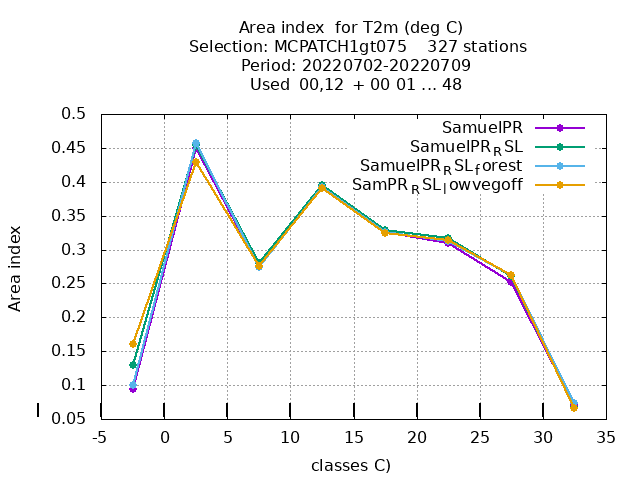 Area index  for T2m (deg C)
Selection: MCPATCH1gt075    327 stations
Period: 20220702-20220709
Used  00,12  + 00 01 ... 48
SamuelPR
SamuelPR_RSL
SamuelPR_RSL_forest
SamPR_RSL_lowvegoff
0.5
0.45
0.4
0.35
0.3
0.25
0.2
0.15
0.1
0.05
Area index
-5
0
5
10
15
20
25
30
35
classes C)